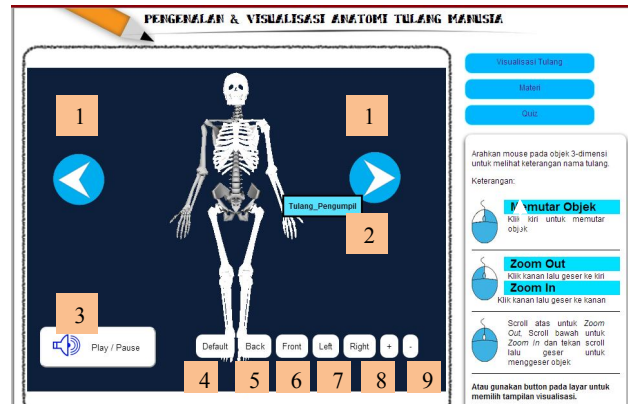 PENGENALAN & VISUALISASI ANATOMI TULANG MANUSIA
Visualisasi Tulang
Materi
Quiz
1
1
Tulang_Pengumpil
2
3
Play / Pause
Default
Back
Front
Left
Right
+
-
4
5
6
7
8
9
Arahkan mouse pada objek 3-dimensi
untuk melihat keterangan nama tulang.
Keterangan:
Memutar Objek
Klik kiri untuk memutar
objek
Zoom Out
Klik kanan lalu geser ke kiri
Zoom In
Klik kanan lalu geser ke kanan
Scroll atas untuk Zoom
Out, Scroll bawah untuk
Zoom In dan tekan scroll
lalu geser untuk
menggeser objek
Atau gunakan button pada layar untuk
memilih tampilan visualisasi.